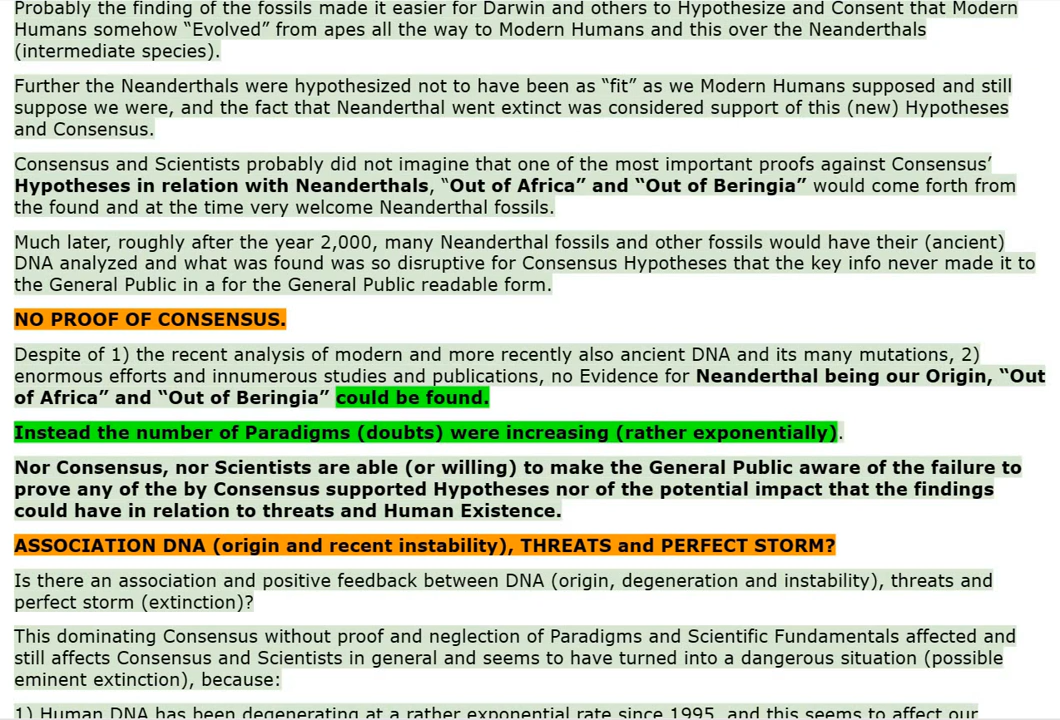 Probably the finding of the fossils made it easier for Darwin and others to Hypothesize and Consent that Modern
Humans somehow “Evolved” from apes all the way to Modern Humans and this over the Neanderthals
(intermediate species).
Further the Neanderthals were hypothesized not to have been as “fit” as we Modern Humans supposed and still
suppose we were, and the fact that Neanderthal went extinct was considered support of this (new) Hypotheses
and Consensus.
Consensus and Scientists probably did not imagine that one of the most important proofs against Consensus’
Hypotheses in relation with Neanderthals, “Out of Africa” and “Out of Beringia” would come forth from
the found and at the time very welcome Neanderthal fossils.
Much later, roughly after the year 2,000, many Neanderthal fossils and other fossils would have their (ancient)
DNA analyzed and what was found was so disruptive for Consensus Hypotheses that the key info never made it to
the General Public in a for the General Public readable form.
NO PROOF OF CONSENSUS.
Despite of 1) the recent analysis of modern and more recently also ancient DNA and its many mutations, 2)
enormous efforts and innumerous studies and publications, no Evidence for Neanderthal being our Origin, “Out
of Africa” and “Out of Beringia” could be found.
Instead the number of Paradigms (doubts) were increasing (rather exponentially).
Nor Consensus, nor Scientists are able (or willing) to make the General Public aware of the failure to
prove any of the by Consensus supported Hypotheses nor of the potential impact that the findings
could have in relation to threats and Human Existence.
ASSOCIATION DNA (origin and recent instability), THREATS and PERFECT STORM?
Is there an association and positive feedback between DNA (origin, degeneration and instability), threats and
perfect storm (extinction)?
This dominating Consensus without proof and neglection of Paradigms and Scientific Fundamentals affected and
still affects Consensus and Scientists in general and seems to have turned into a dangerous situation (possible
eminent extinction), because:
1) Human DNA has been degenerating at a rather exponential rate since 1995, and this seems to affect our